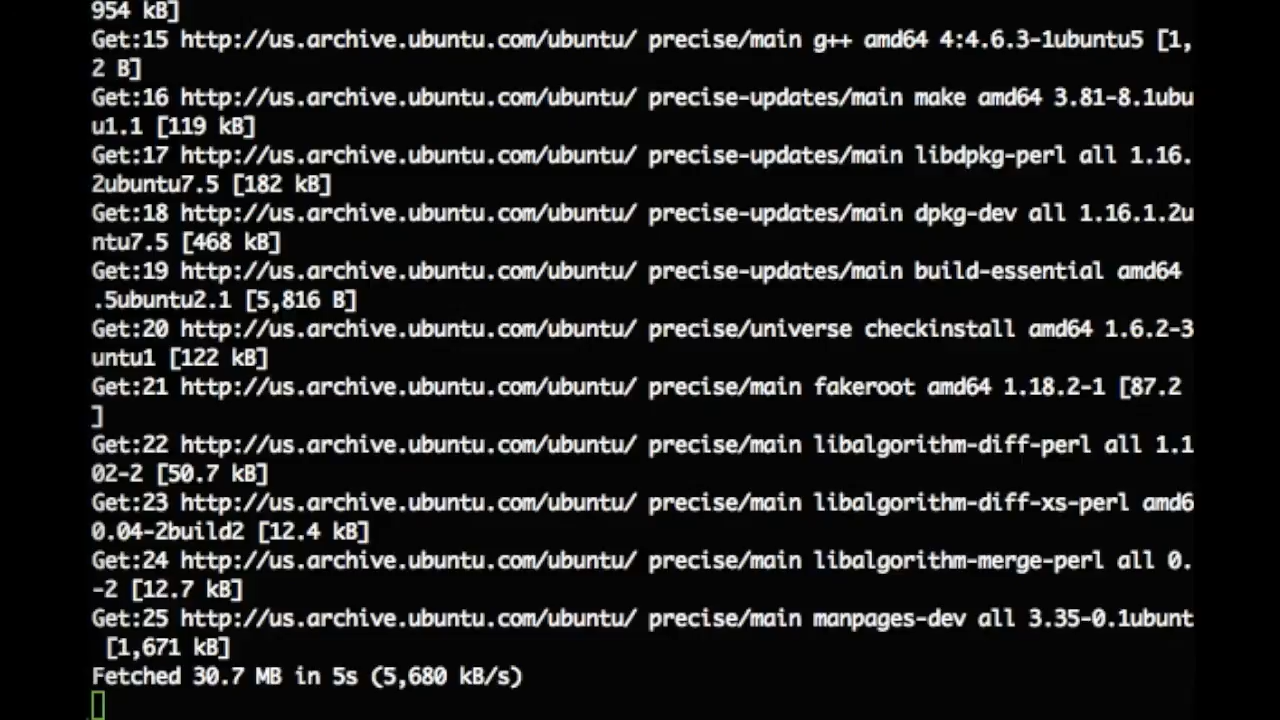 954 kB]
Get:15 http://us.archive.ubuntu.com/ubuntu/ precise/main g++ amd64 4:4.6.3-1ubuntu5 [1,
2 B]
Get:16 http://us.archive.ubuntu.com/ubuntu/ precise-updates/main make amd64 3.81-8.1ubu
u1.1 [119 kB]
Get:17 http://us.archive.ubuntu.com/ubuntu/ precise-updates/main libdpkg-perl all 1.16.
2ubuntu7.5 [182 kB]
Get:18 http://us.archive.ubuntu.com/ubuntu/ precise-updates/main dpkg-dev all 1.16.1.2u
ntu7.5 [468 kB]
Get:19 http://us.archive.ubuntu.com/ubuntu/ precise-updates/main build-essential amd64
.5ubuntu2.1 [5,816 B]
Get:20 http://us.archive.ubuntu.com/ubuntu/ precise/universe checkinstall amd64 1.6.2-3
untu1 [122 kB]
Get:21 http://us.archive.ubuntu.com/ubuntu/ precise/main fakeroot amd64 1.18.2-1 [87.2
]
Get:22 http://us.archive.ubuntu.com/ubuntu/ precise/main libalgorithm-diff-perl all 1.1
02-2 [50.7 kB]
Get:23 http://us.archive.ubuntu.com/ubuntu/ precise/main libalgorithm-diff-xs-perl amd6
0.04-2build2 [12.4 kB]
Get:24 http://us.archive.ubuntu.com/ubuntu/ precise/main libalgorithm-merge-perl all 0.
-2 [12.7 kB]
Get:25 http://us.archive.ubuntu.com/ubuntu/ precise/main manpages-dev all 3.35-0.1ubunt
[1,671 kB]
Fetched 30.7 MB in 5s (5,680 kB/s)